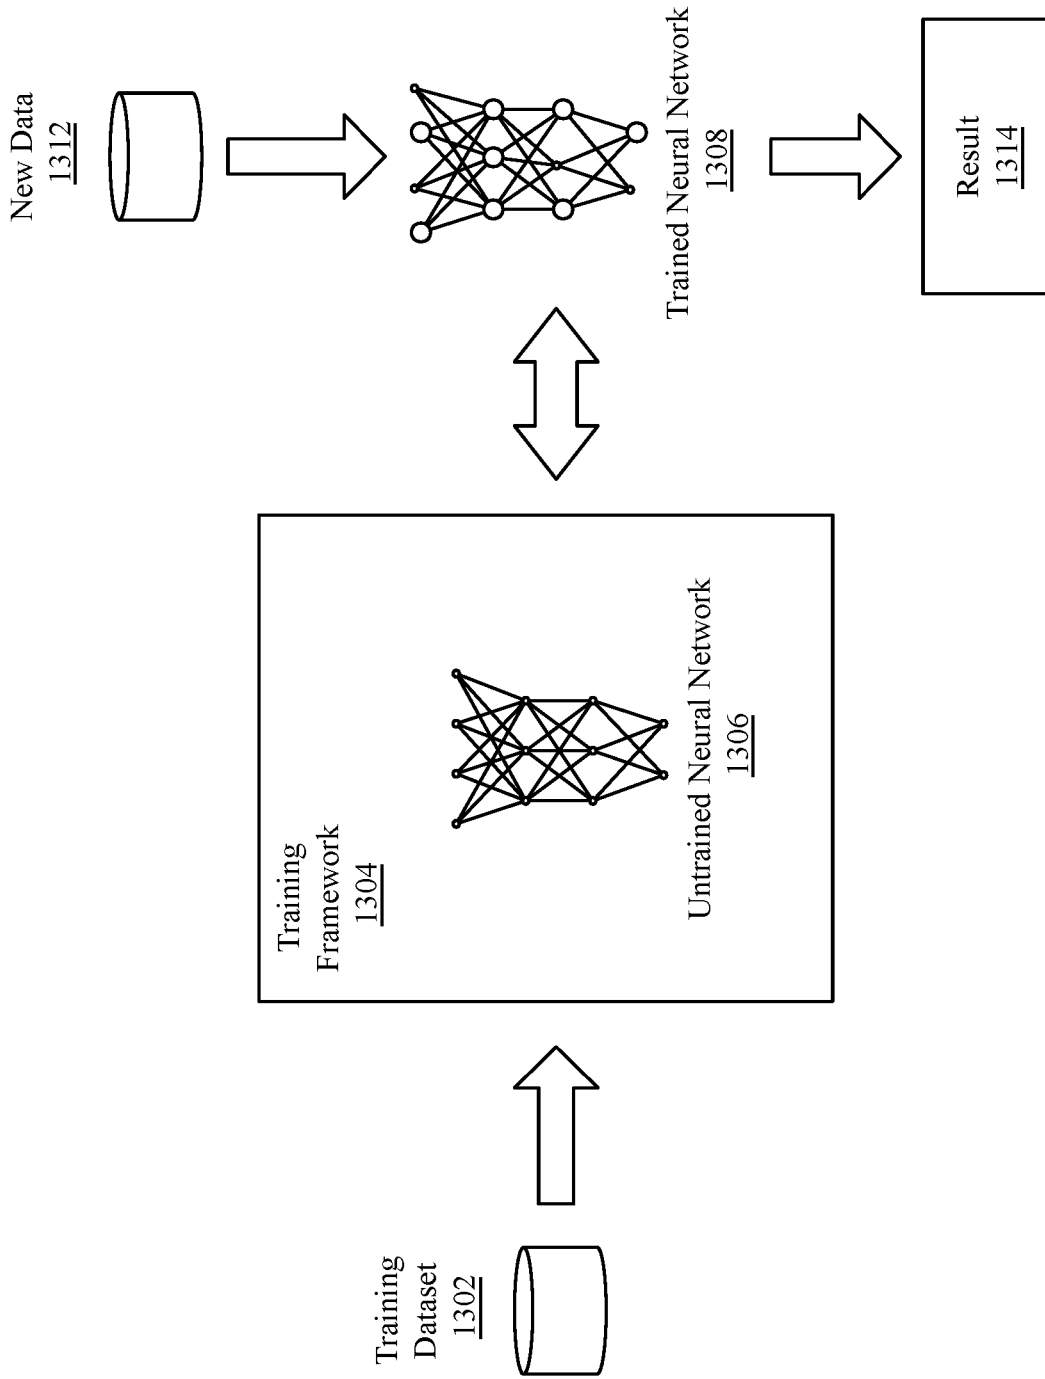 Training
Dataset
1302
Training
Framework
1304
Untrained Neural Network
1306
New Data
1312
Trained Neural Network
1308
Result
1314